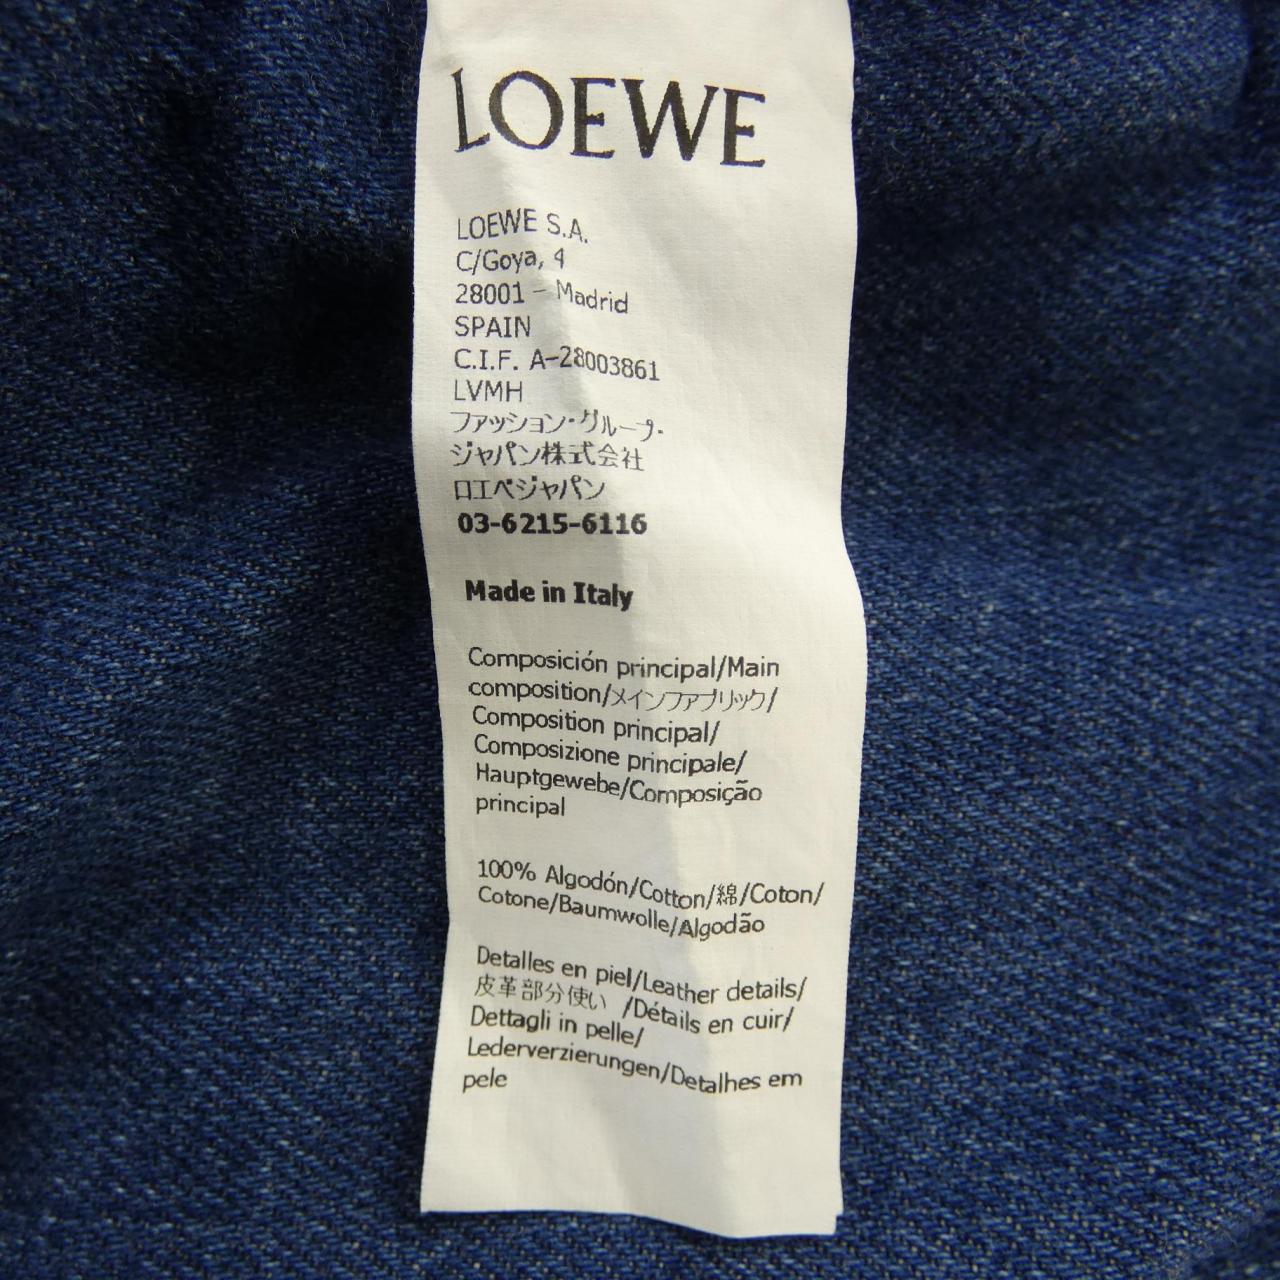 LOEWE
LOEWE S.A.
C/Goya, 4
28001 - Madrid
SPAIN
C.I.F. A-28003861
LVMH
ファッション・グループ・
ジャパン株式会社
ロエベジャパン
03-6215-6116
Made in Italy
Composición principal/Main
composition/メインファブリック/
Composition principal/
Composizione principale/
Hauptgewebe/Composição
principal
100% Algodón/Cotton/綿/Coton/
Cotone/Baumwolle/Algodão
Detalles en piel/Leather details/
皮革部分使い /Détails en cuir/
Dettagli in pelle/
Lederverzierungen/Detalhes em
pele